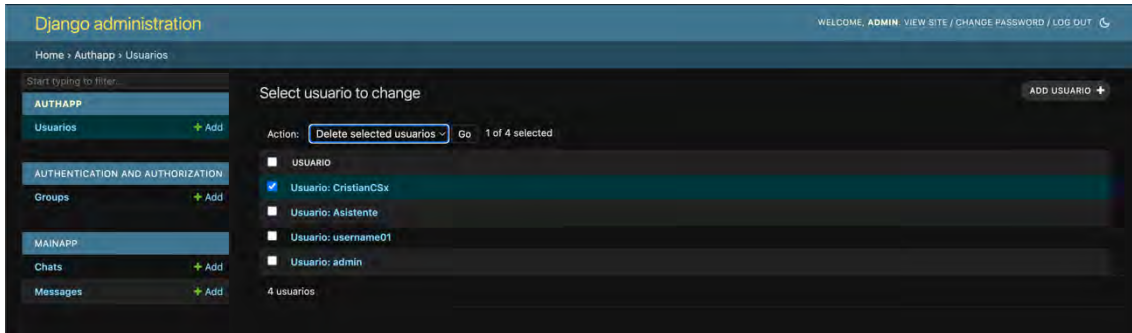 Django administration
WELCOME, ADMIN. VIEW SITE / CHANGE PASSWORD / LOG OUT
Home › Authapp › Usuarios
Start typing to filter...
AUTHAPP
Usuarios + Add
AUTHENTICATION AND AUTHORIZATION
Groups + Add
MAINAPP
Chats + Add
Messages + Add
Select usuario to change
ADD USUARIO +
Action: Delete selected usuarios Go 1 of 4 selected
USUARIO
Usuario: CristianCSx
Usuario: Asistente
Usuario: username01
Usuario: admin
4 usuarios